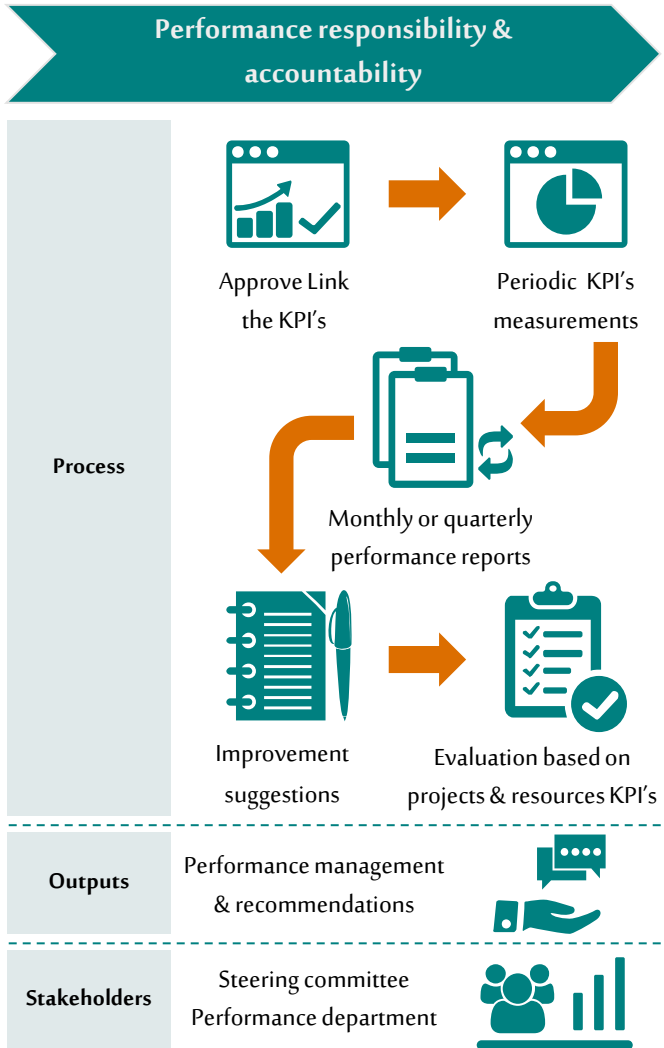 Performance responsibility &
accountability
Approve Link
the KPI's
Periodic KPI's
measurements
Process
Monthly or quarterly
performance reports
Improvement
suggestions
Evaluation based on
projects & resources KPI's
Outputs
Performance management
& recommendations
Stakeholders
Steering committee
Performance department